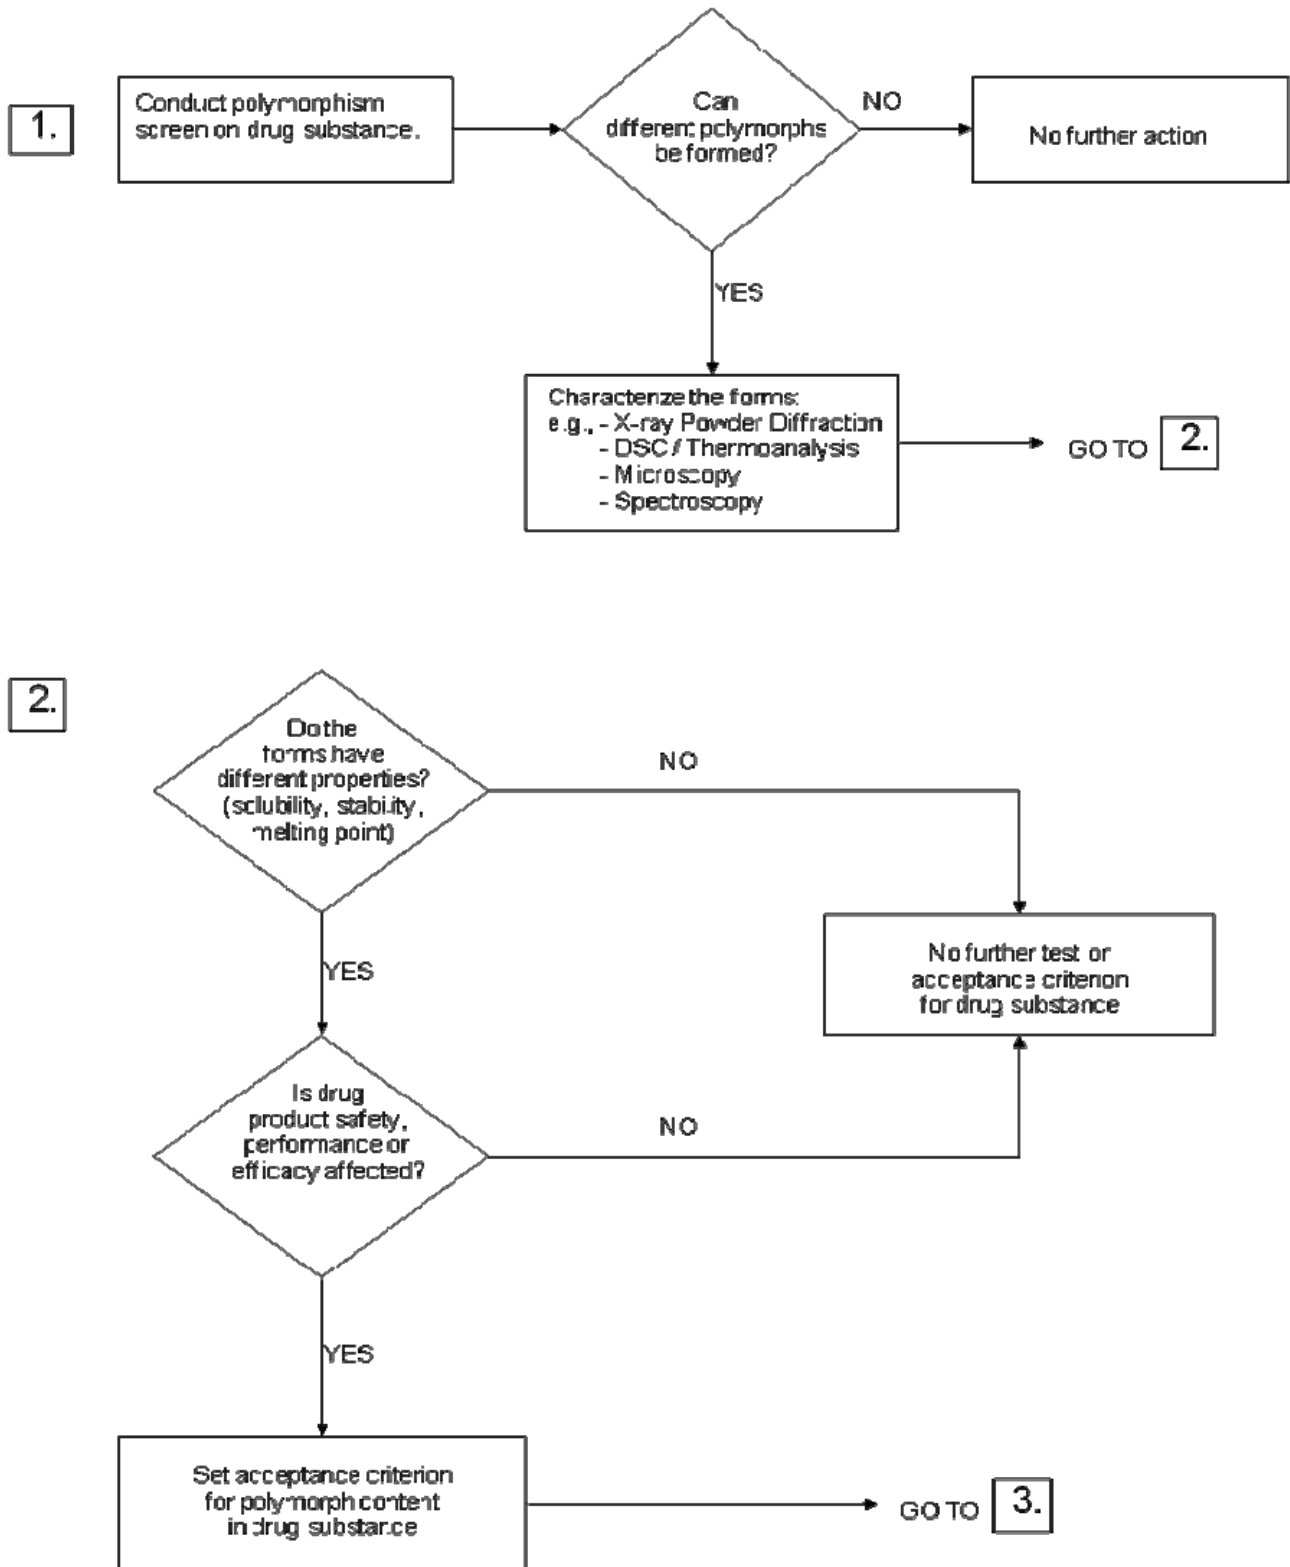 1.
Conduct polymorphism
screen on drug substance.
Can
different polymorphs
be formed?
NO
No further action
YES
Characterize the forms:
e.g., - X-ray Powder Diffraction
- DSC / Thermoanalysis
- Microscopy
- Spectroscopy
GO TO 2.
2.
Do the
forms have
different properties?
(solubility, stability,
melting point)
NO
YES
No further test or
acceptance criterion
for drug substance
Is drug
product safety,
performance or
efficacy affected?
NO
YES
Set acceptance criterion
for polymorph content
in drug substance
GO TO 3.